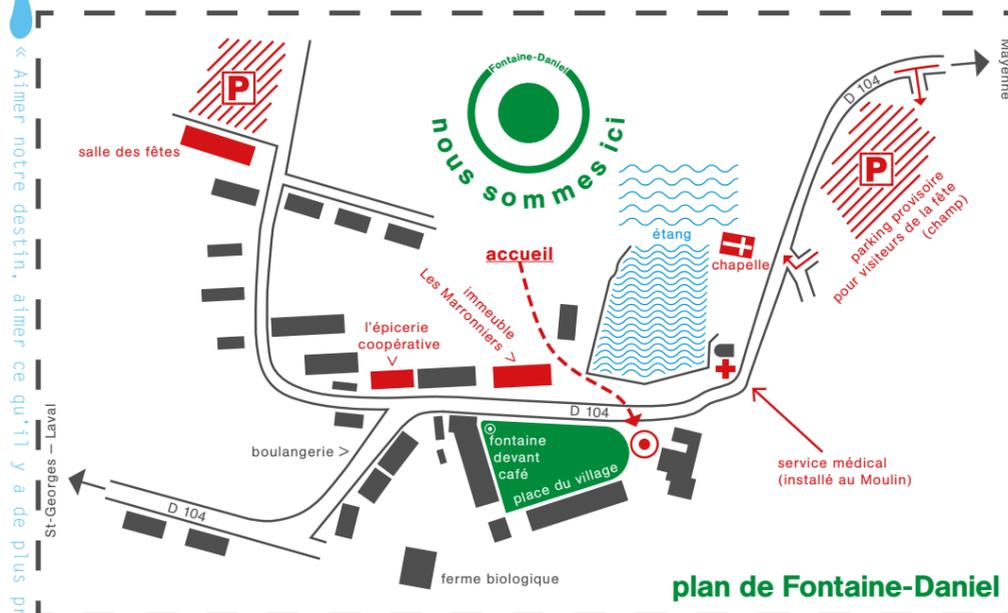 « Aimer notre destin, aimer ce qu'il y a de plus
Fontaine-Daniel
nous sommes ici
Mayenne
D 104
P
P
salle des fêtes
parking provisoire
pour visiteurs de la fête
(champ)
étang
chapelle
accueil
immeuble
Les Marronniers >
l'épicerie
coopérative
>
D 104
fontaine
devant
café
place du village
boulangerie >
service médical
(installé au Moulin)
St-Georges – Laval
D 104
ferme biologique
plan de Fontaine-Daniel